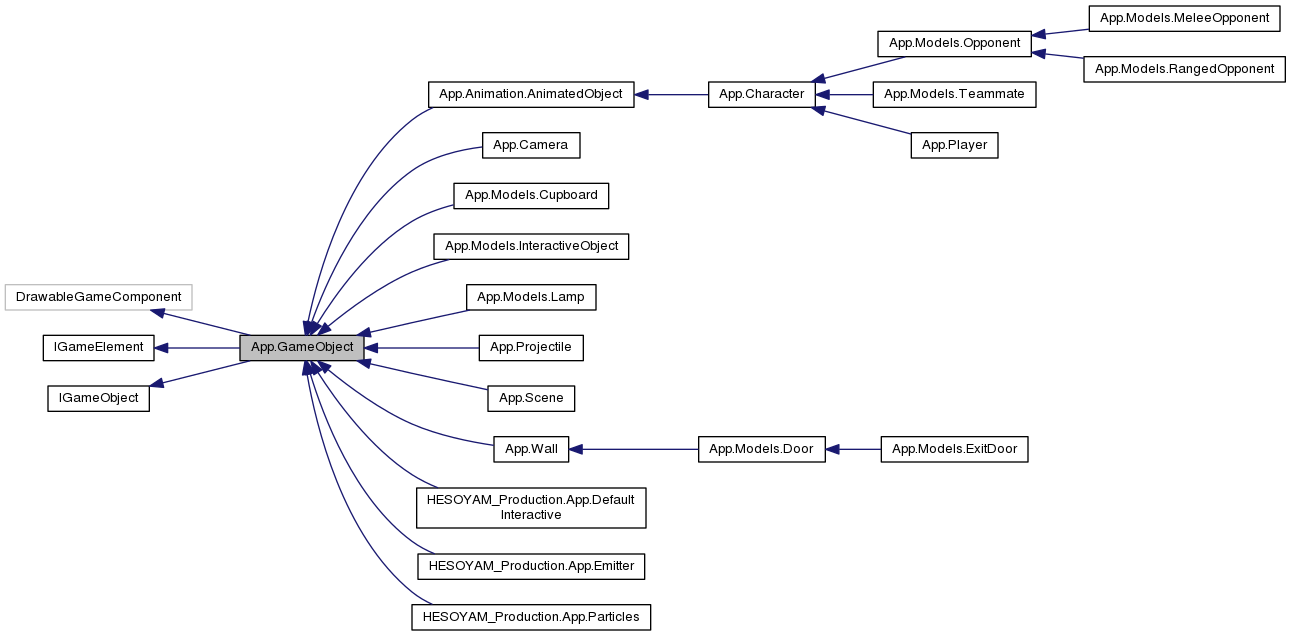 DrawableGameComponent
IGameElement
IGameObject
App.GameObject
App.Animation.AnimatedObject
App.Camera
App.Models.Cupboard
App.Models.InteractiveObject
App.Models.Lamp
App.Projectile
App.Scene
App.Wall
HESOYAM_Production.App.Default
Interactive
HESOYAM_Production.App.Emitter
HESOYAM_Production.App.Particles
App.Character
App.Models.Door
App.Models.Opponent
App.Models.Teammate
App.Player
App.Models.ExitDoor
App.Models.MeleeOpponent
App.Models.RangedOpponent